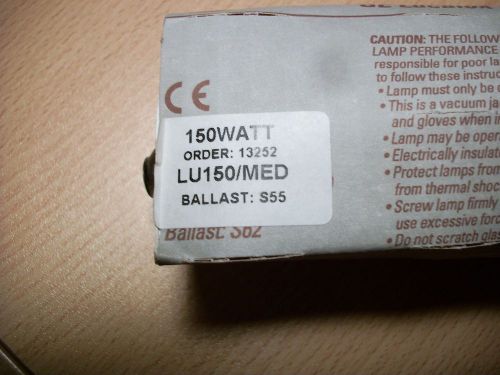 CAUTION: THE FOLLOW
LAMP PERFORMANCE
responsible for poor la
to follow these instruc
• Lamp must only be o
• This is a vacuum ja
and gloves when i
• Lamp may be oper
• Electrically insulat
• Protect lamps from
from thermal shoc
• Screw lamp firmly
use excessive for
• Do not scratch glas
CE
150WATT
ORDER: 13252
LU150/MED
BALLAST: S55
Ballast S62